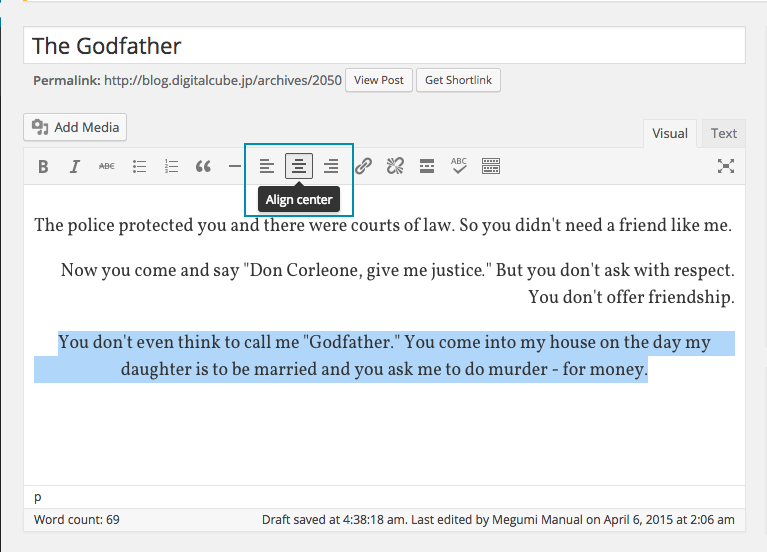 The Godfather
Permalink: http://blog.digitalcube.jp/archives/2050 View Post Get Shortlink
Add Media
Visual Text
B I ABC 1 2 3 ABC
Align center
The police protected you and there were courts of law. So you didn't need a friend like me.
Now you come and say "Don Corleone, give me justice." But you don't ask with respect.
You don't offer friendship.
You don't even think to call me "Godfather." You come into my house on the day my
daughter is to be married and you ask me to do murder - for money.
p
Word count: 69 Draft saved at 4:38:18 am. Last edited by Megumi Manual on April 6, 2015 at 2:06 am